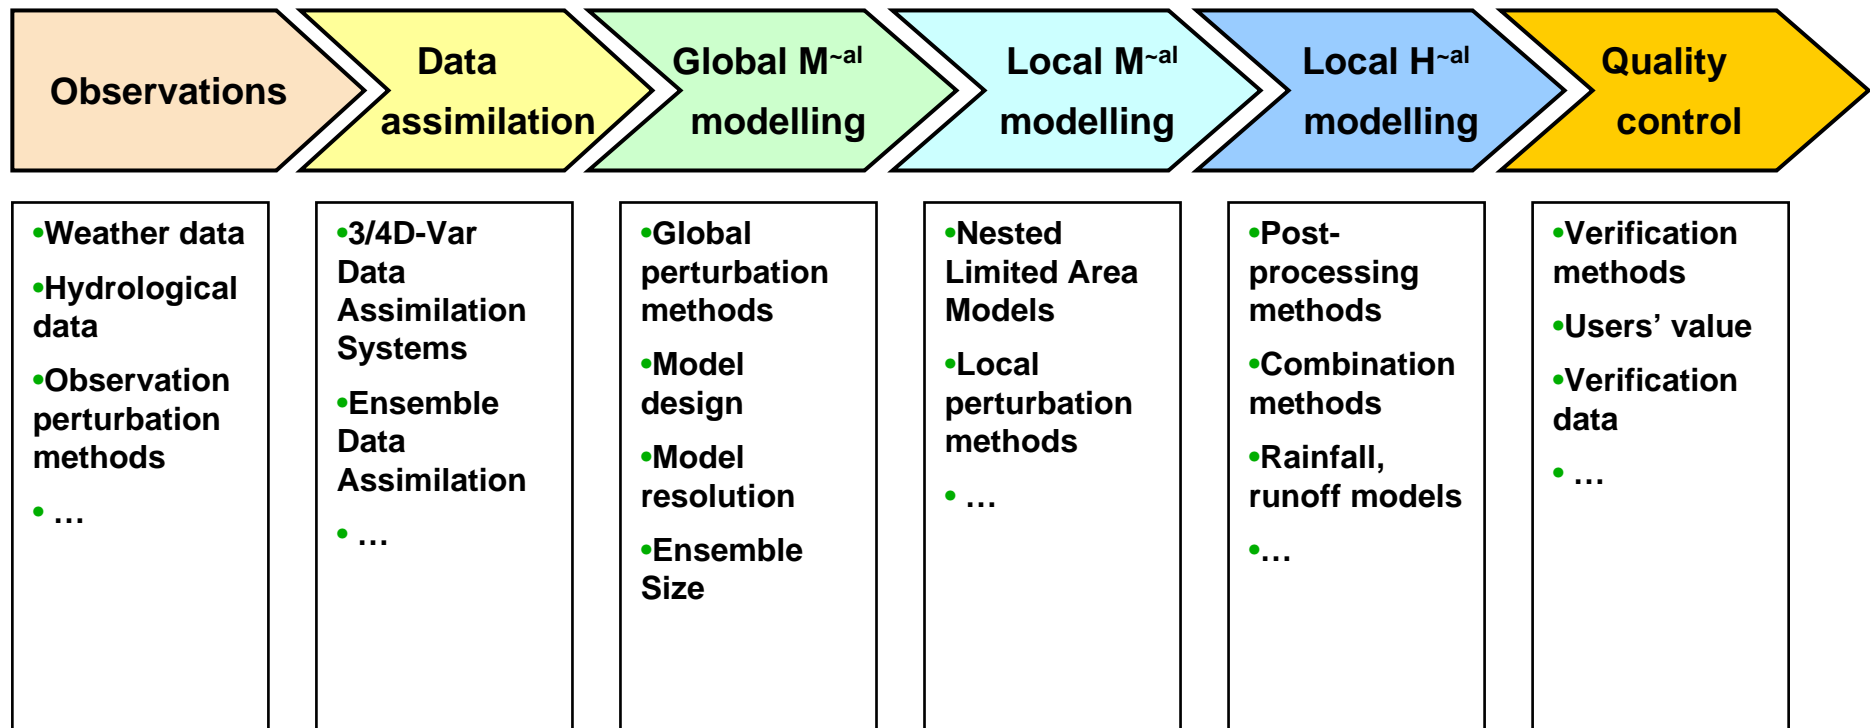 Observations
Data
assimilation
Global M~al
modelling
Local M~al
modelling
Local H~al
modelling
Quality
control
•Weather data
•Hydrological
data
•Observation
perturbation
methods
• …
•3/4D-Var
Data
Assimilation
Systems
•Ensemble
Data
Assimilation
• …
•Global
perturbation
methods
•Model
design
•Model
resolution
•Ensemble
Size
•Nested
Limited Area
Models
•Local
perturbation
methods
• …
•Post-
processing
methods
•Combination
methods
•Rainfall,
runoff models
•…
•Verification
methods
•Users’ value
•Verification
data
• …